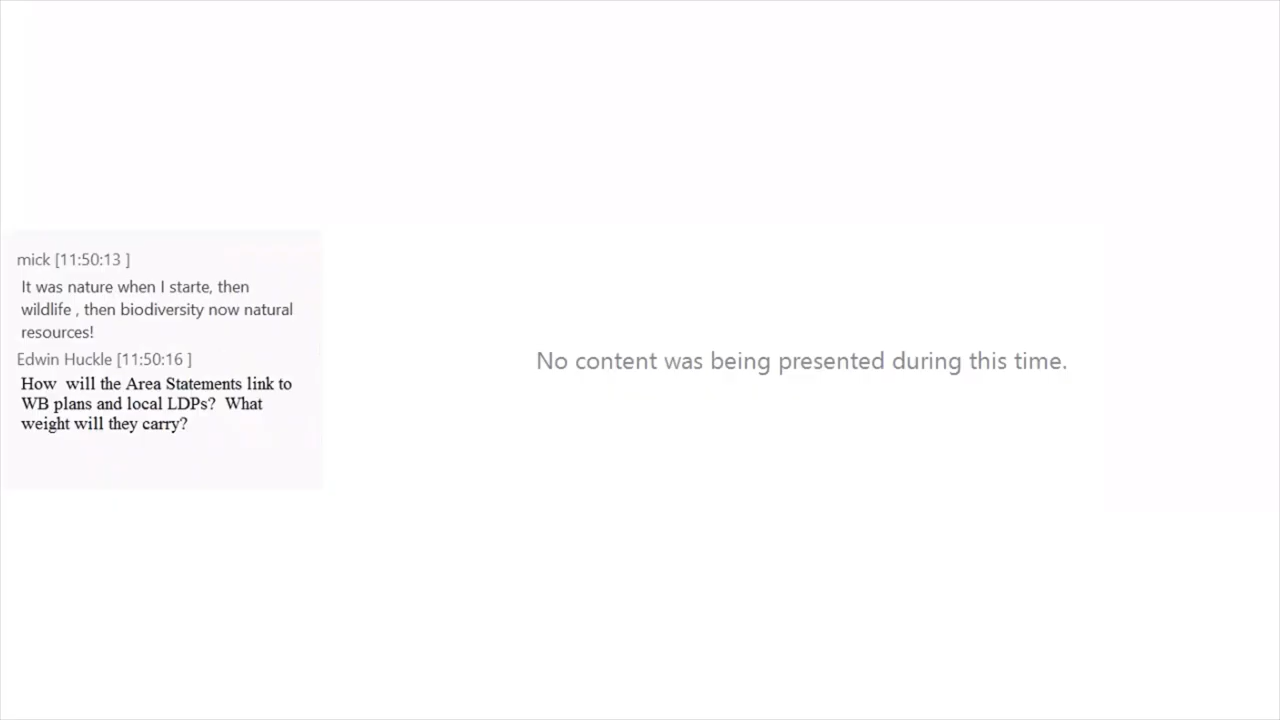 mick [11:50:13 ]
It was nature when I starte, then
wildlife , then biodiversity now natural
resources!
Edwin Huckle [11:50:16 ]
How  will the Area Statements link to
WB plans and local LDPs?  What
weight will they carry?
No content was being presented during this time.